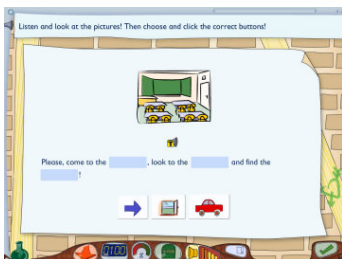 Listen and look at the pictures! Then choose and click the correct buttons!
Please, come to the , look to the and find the
!